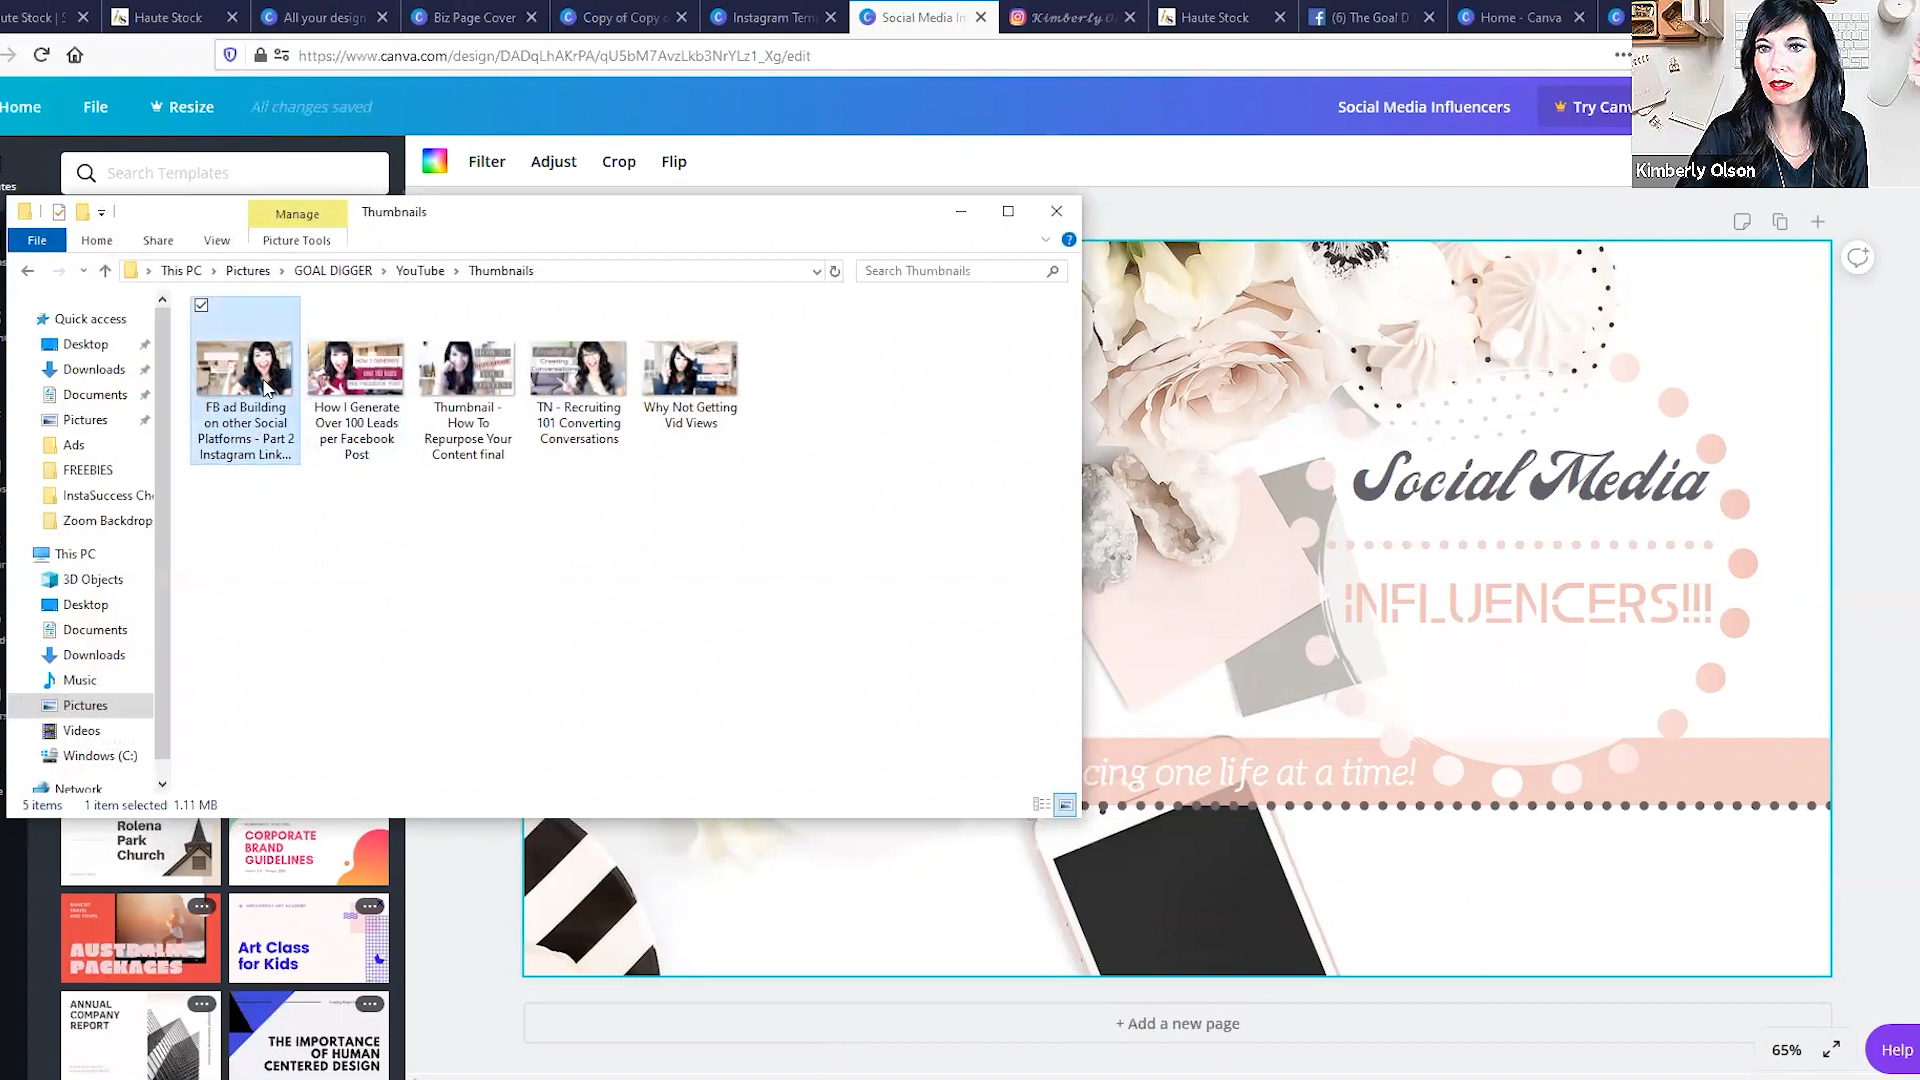 ute Stock | S
Haute Stock
All your design
Biz Page Cover
Copy of Copy
Instagram Tem
Social Media In
Kimberly O
Haute Stock
(6) The Goal D
Home - Canva
https://www.canva.com/design/DADqLhAKrPA/qU5bM7AvzLkb3NrYLz1_Xg/edit
Home
File
Resize
All changes saved
Social Media Influencers
Try Canv
Kimberly Olson
ates
Search Templates
Filter
Adjust
Crop
Flip
Manage
Thumbnails
File
Home
Share
View
Picture Tools
This PC
Pictures
GOAL DIGGER
YouTube
Thumbnails
Search Thumbnails
Quick access
Desktop
Downloads
Documents
Pictures
Ads
FREEBIES
InstaSuccess Ch
Zoom Backdrop
This PC
3D Objects
Desktop
Documents
Downloads
Music
Pictures
Videos
Windows (C:)
Network
FB ad Building
on other Social
Platforms - Part 2
Instagram Link...
How I Generate
Over 100 Leads
per Facebook
Post
Thumbnail -
How To
Repurpose Your
Content final
TN - Recruiting
101 Converting
Conversations
Why Not Getting
Vid Views
5 items
1 item selected
1.11 MB
Social Media
INFLUENCERS!!!
cing one life at a time!
Rolena
Park
Church
CORPORATE
BRAND
GUIDELINES
AUSTRALIA
PACKAGES
Art Class
for Kids
ANNUAL
COMPANY
REPORT
THE IMPORTANCE
OF HUMAN
CENTERED DESIGN
+ Add a new page
65%
Help